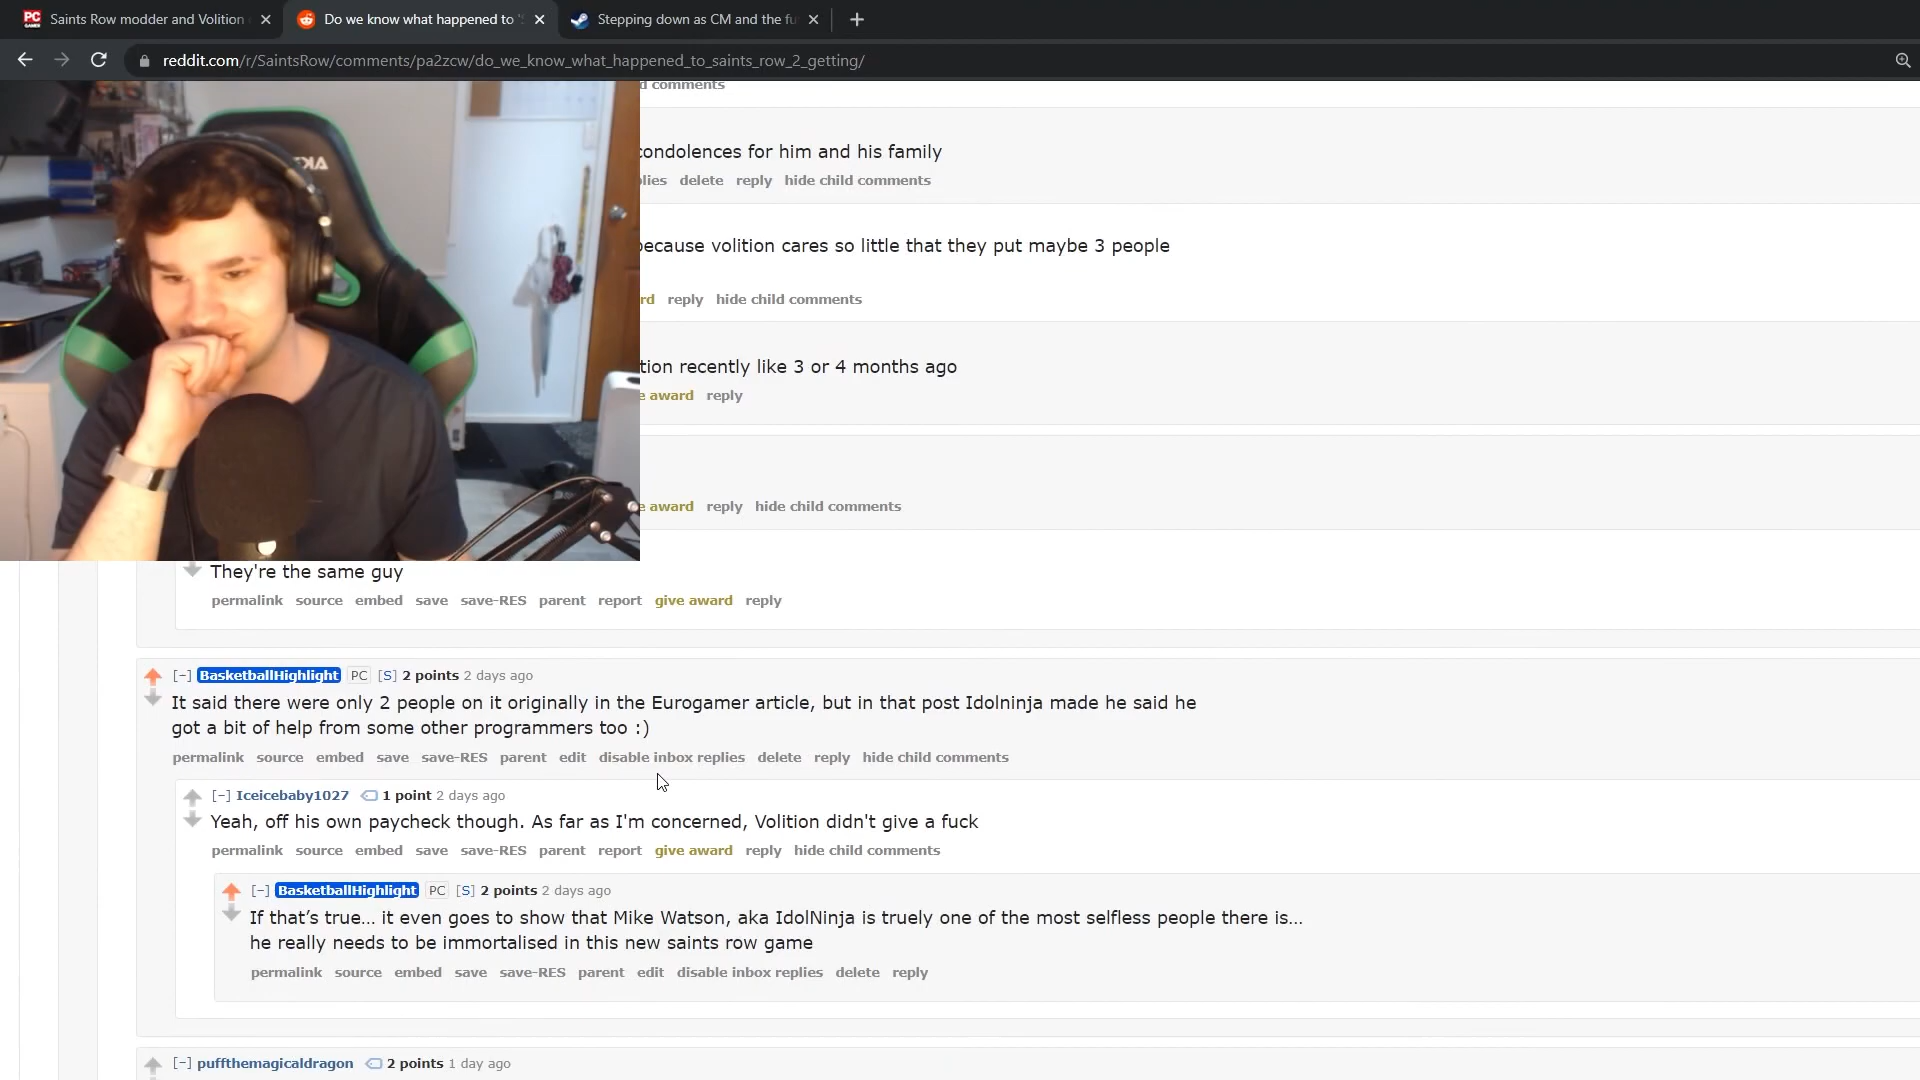 Saints Row modder and Volition
Do we know what happened to '
Stepping down as CM and the fu
reddit.com/r/SaintsRow/comments/pa2zcw/do_we_know_what_happened_to_saints_row_2_getting/
d comments
condolences for him and his family
plies delete reply hide child comments
because volition cares so little that they put maybe 3 people
rd reply hide child comments
tion recently like 3 or 4 months ago
e award reply
e award reply hide child comments
They're the same guy
permalink source embed save save-RES parent report give award reply
[–] BasketballHighlight PC [S] 2 points 2 days ago
It said there were only 2 people on it originally in the Eurogamer article, but in that post Idolninja made he said he
got a bit of help from some other programmers too :)
permalink source embed save save-RES parent edit disable inbox replies delete reply hide child comments
[–] Iceicebaby1027 1 point 2 days ago
Yeah, off his own paycheck though. As far as I'm concerned, Volition didn't give a fuck
permalink source embed save save-RES parent report give award reply hide child comments
[–] BasketballHighlight PC [S] 2 points 2 days ago
If that's true... it even goes to show that Mike Watson, aka IdolNinja is truely one of the most selfless people there is...
he really needs to be immortalised in this new saints row game
permalink source embed save save-RES parent edit disable inbox replies delete reply
[–] puffthemagicaldragon 2 points 1 day ago